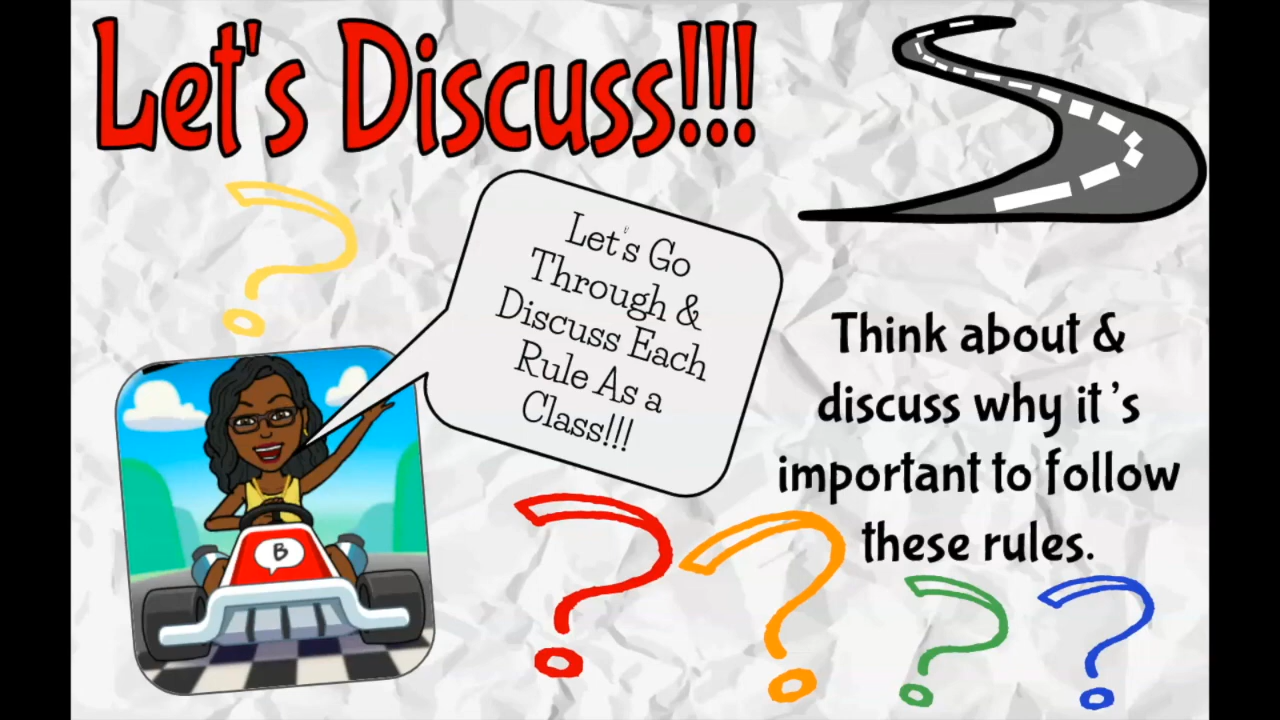 Let's Discuss!!!
Let's Go
Through &
Discuss Each
Rule As a
Class!!!
Think about &
discuss why it's
important to follow
these rules.
B